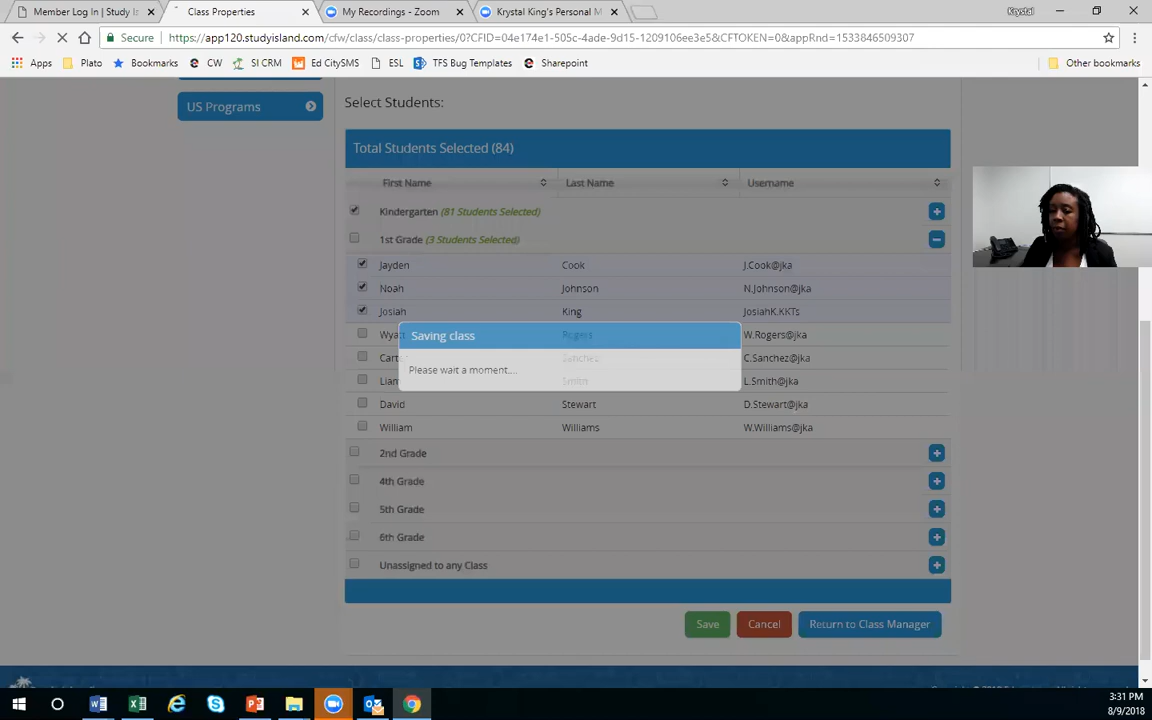 Member Log In | Study Is
Class Properties
My Recordings - Zoom
Krystal King's Personal M
Krystal
Secure
https://app120.studyisland.com/cfw/class/class-properties/0?CFID=04e174e1-505c-4ade-9d15-1209106ee3e5&CFTOKEN=0&appRnd=1533846509307
Apps
Plato
Bookmarks
CW
SI CRM
Ed CitySMS
ESL
TFS Bug Templates
Sharepoint
Other bookmarks
US Programs
Select Students:
Total Students Selected (84)
First Name Last Name Username
Kindergarten (81 Students Selected)
1st Grade (3 Students Selected)
Jayden Cook J.Cook@jka
Noah Johnson N.Johnson@jka
Josiah King JosiahK.KKTs
Wyatt Rogers W.Rogers@jka
Saving class
Cart Sanchez C.Sanchez@jka
Please wait a moment....
Liam Smith L.Smith@jka
David Stewart D.Stewart@jka
William Williams W.Williams@jka
2nd Grade
4th Grade
5th Grade
6th Grade
Unassigned to any Class
Save
Cancel
Return to Class Manager
3:31 PM
8/9/2018